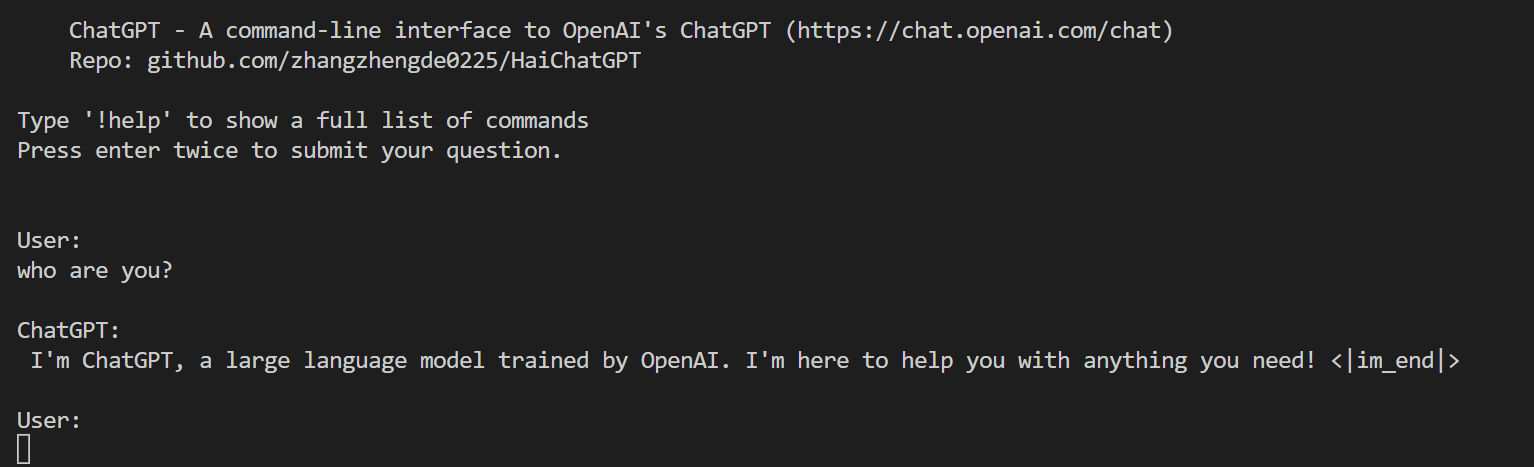 ChatGPT - A command-line interface to OpenAI's ChatGPT (https://chat.openai.com/chat)
Repo: github.com/zhangzhengde0225/HaiChatGPT
Type '!help' to show a full list of commands
Press enter twice to submit your question.
User:
who are you?
ChatGPT:
I'm ChatGPT, a large language model trained by OpenAI. I'm here to help you with anything you need! <|im_end|>
User: